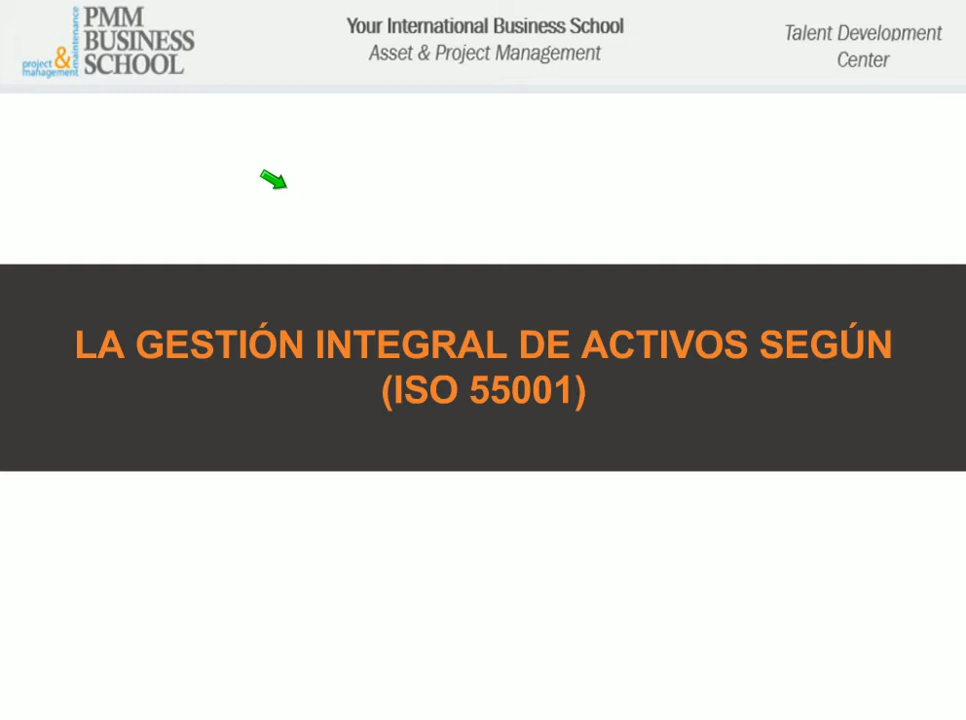 PMM
BUSINESS
SCHOOL
project & maintenance
management
Your International Business School
Asset & Project Management
Talent Development
Center
LA GESTIÓN INTEGRAL DE ACTIVOS SEGÚN
(ISO 55001)